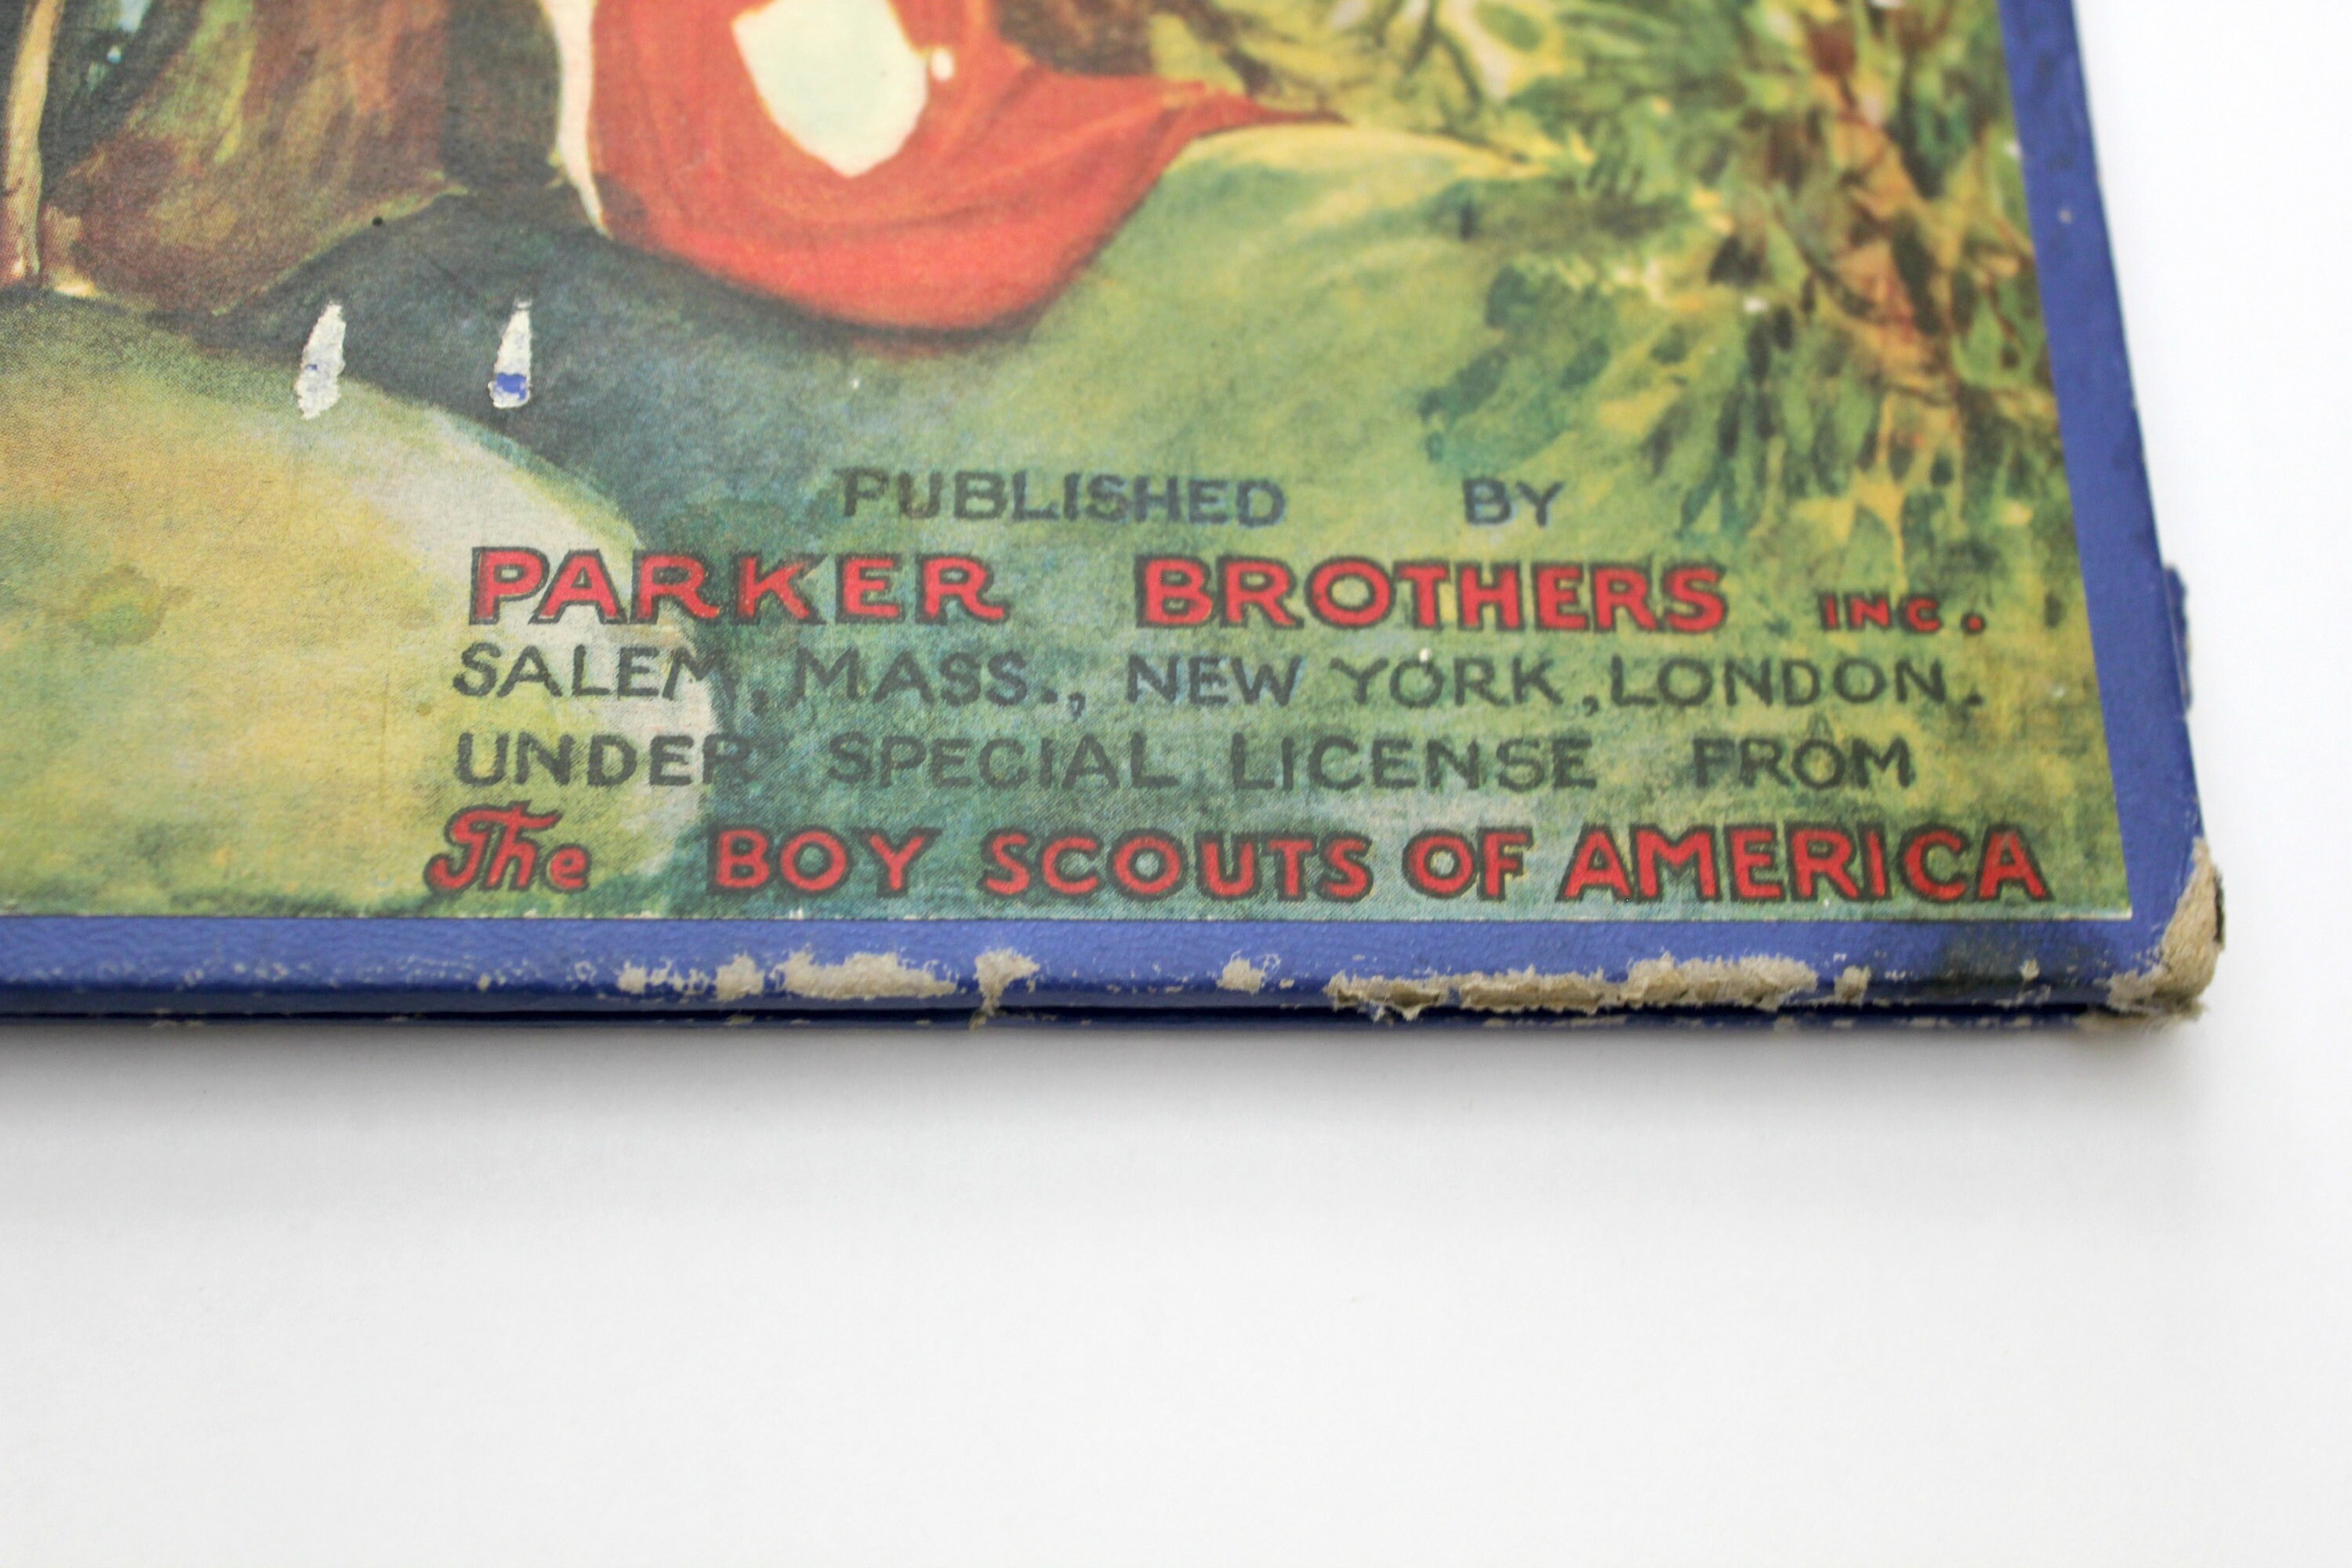 PUBLISHED BY
PARKER BROTHERS INC.
SALEM, MASS., NEW YORK, LONDON.
UNDER SPECIAL LICENSE FROM
The BOY SCOUTS OF AMERICA